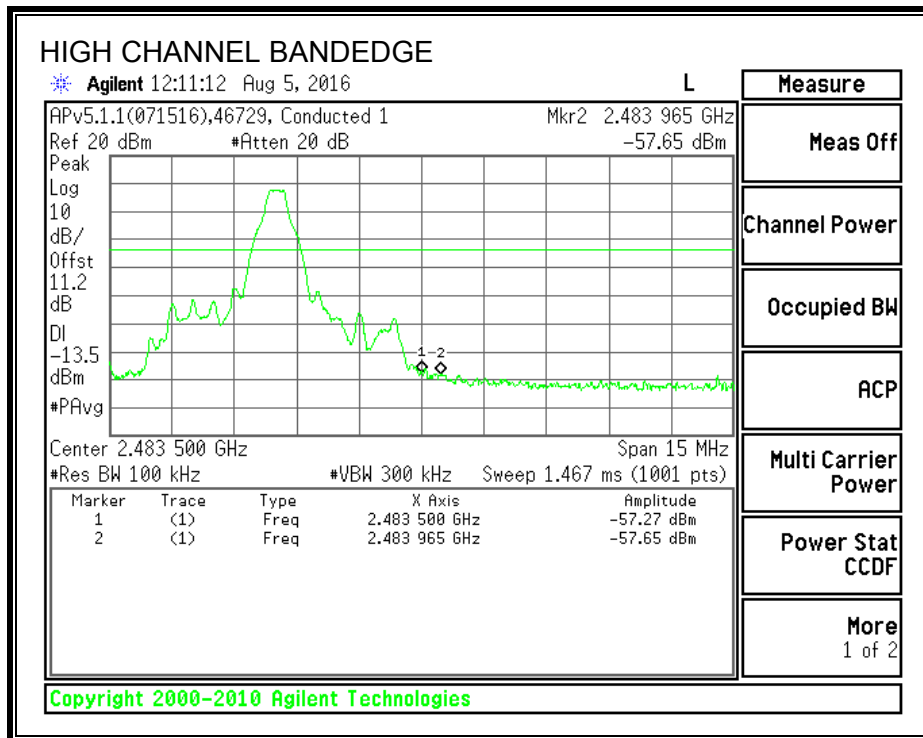 HIGH CHANNEL BANDEDGE
Agilent 12:11:12 Aug 5, 2016 L
APv5.1.1(071516),46729, Conducted 1 Mkr2 2.483 965 GHz
Ref 20 dBm #Atten 20 dB -57.65 dBm
Peak
Log
10
dB/
Offst
11.2
dB
DI
-13.5
dBm
#PAvg
1 2
Center 2.483 500 GHz Span 15 MHz
#Res BW 100 kHz #VBW 300 kHz Sweep 1.467 ms (1001 pts)
Marker Trace Type X Axis Amplitude
1 (1) Freq 2.483 500 GHz -57.27 dBm
2 (1) Freq 2.483 965 GHz -57.65 dBm
Measure
Meas Off
Channel Power
Occupied BW
ACP
Multi Carrier
Power
Power Stat
CCDF
More
1 of 2
Copyright 2000-2010 Agilent Technologies